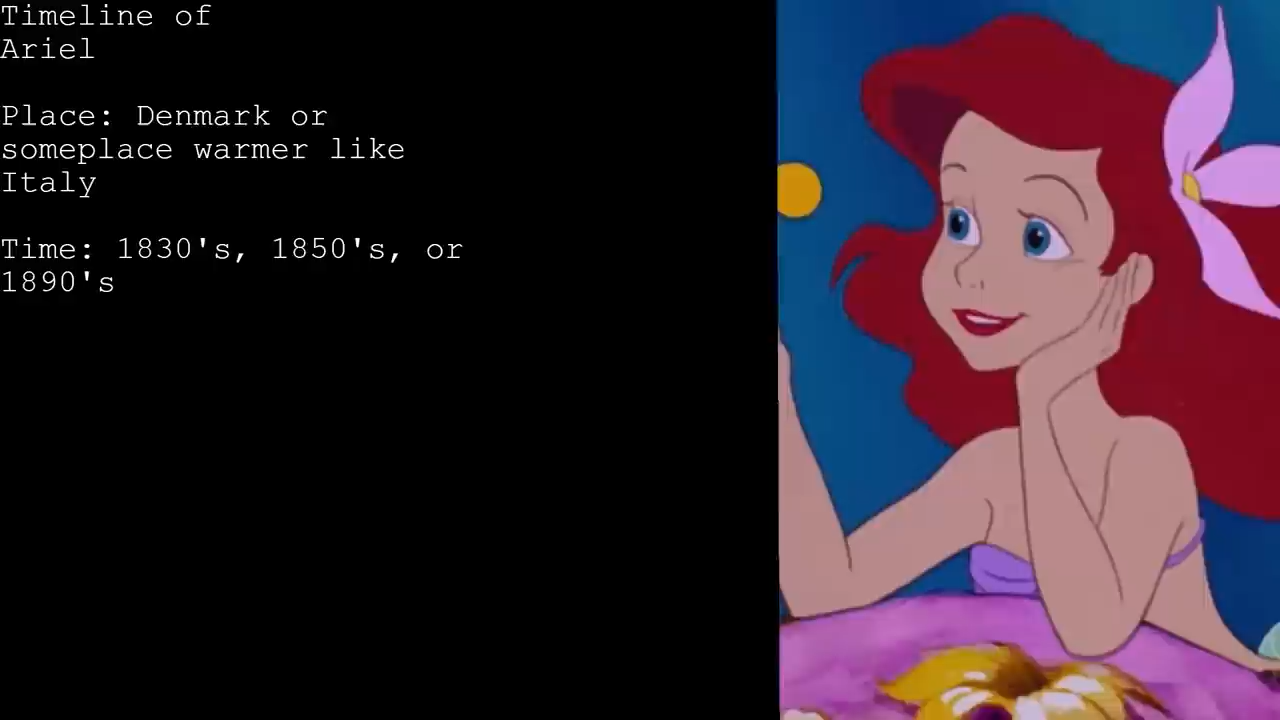 Timeline of
Ariel
Place: Denmark or
someplace warmer like
Italy
Time: 1830's, 1850's, or
1890's